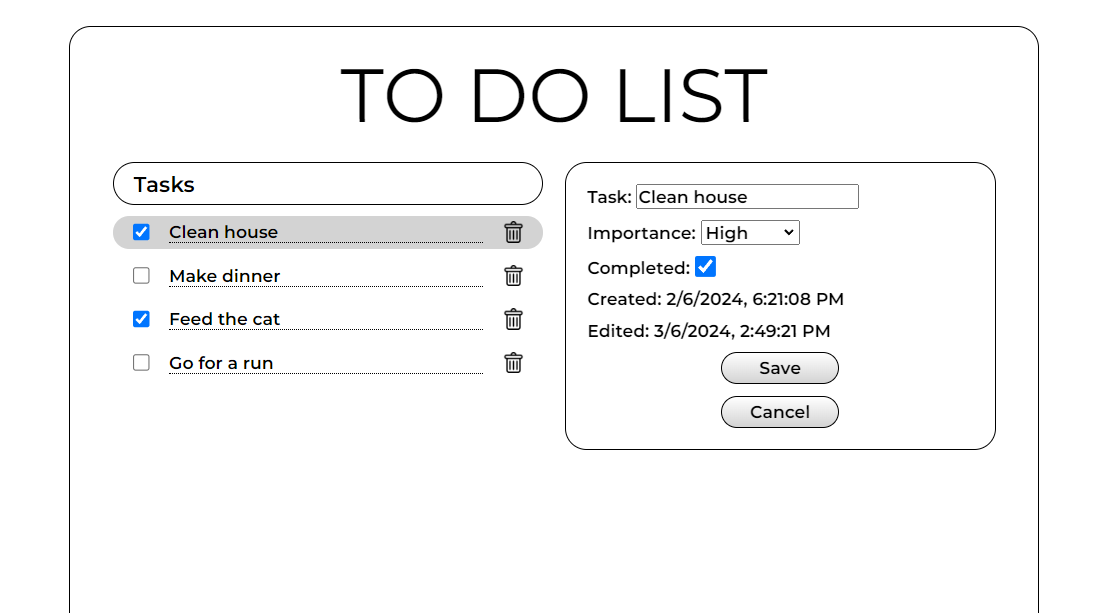 TO DO LIST
Tasks
Clean house
Make dinner
Feed the cat
Go for a run
Task: Clean house
Importance: High
Completed:
Created: 2/6/2024, 6:21:08 PM
Edited: 3/6/2024, 2:49:21 PM
Save
Cancel